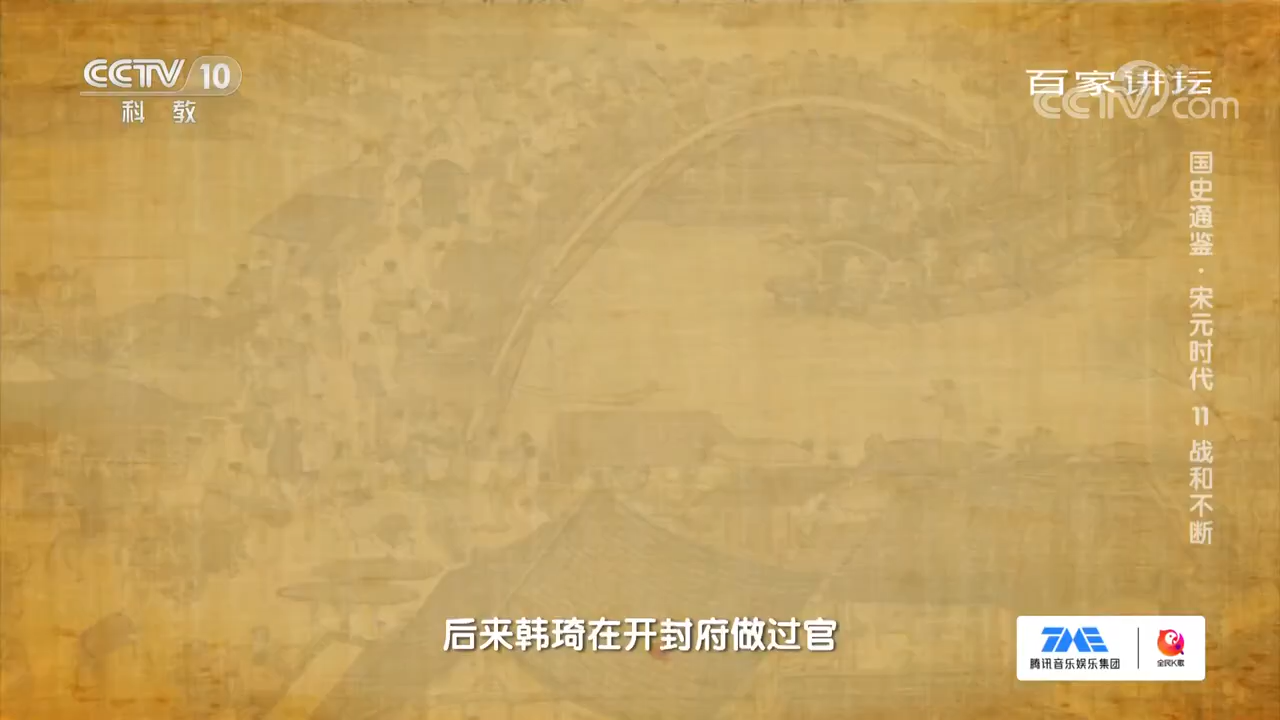 CCTV 10
科 教
百家讲坛
CCTV com
国史通鉴·宋元时代 11 战和不断
后来韩琦在开封府做过官
TME
腾讯音乐娱乐集团
全民K歌